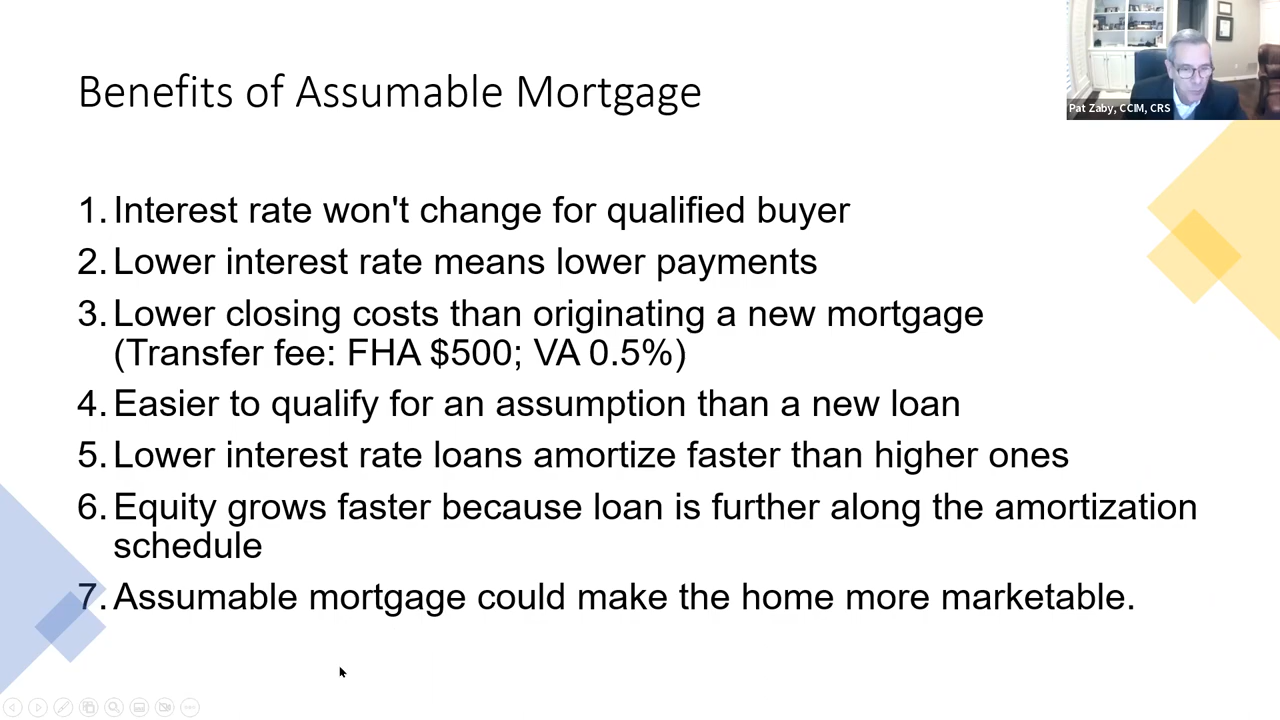 Benefits of Assumable Mortgage
Pat Zaby, CCIM, CRS
1. Interest rate won't change for qualified buyer
2. Lower interest rate means lower payments
3. Lower closing costs than originating a new mortgage
(Transfer fee: FHA $500; VA 0.5%)
4. Easier to qualify for an assumption than a new loan
5. Lower interest rate loans amortize faster than higher ones
6. Equity grows faster because loan is further along the amortization
schedule
7. Assumable mortgage could make the home more marketable.